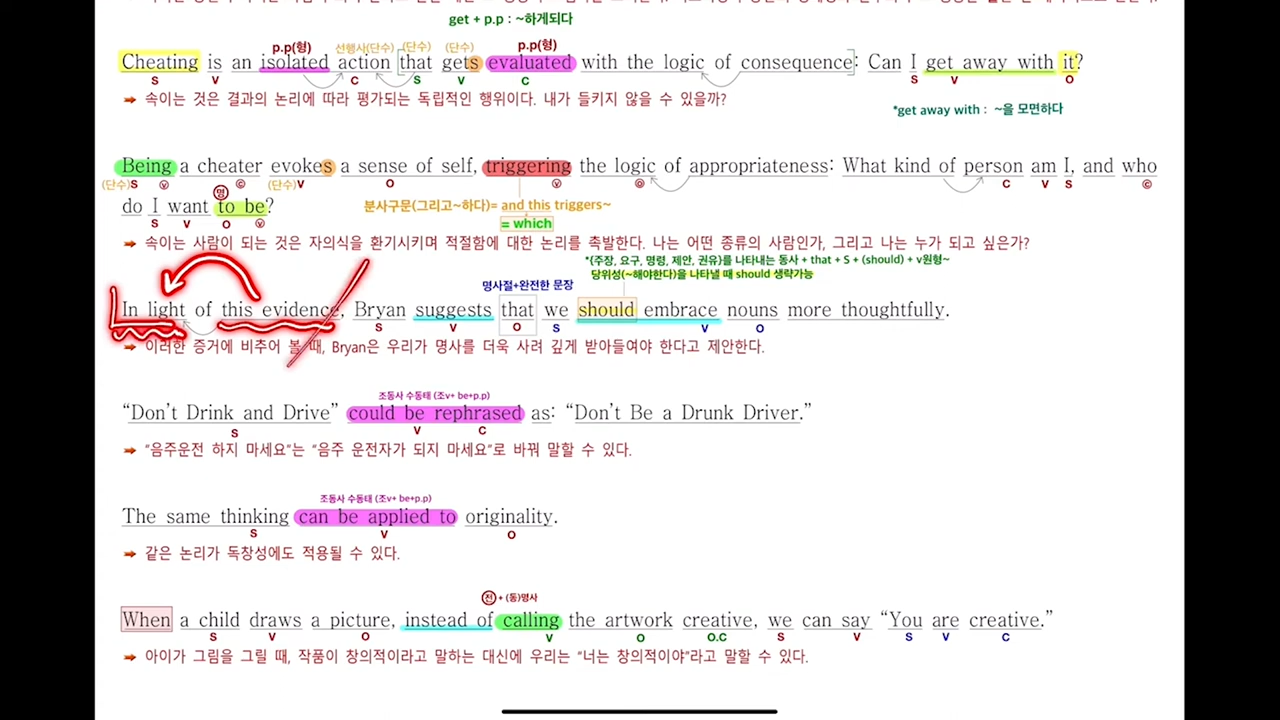 get + p.p : ~하게되다
p.p(형) 선행사(단수) (단수) (단수) p.p(형)
Cheating is an isolated action [that gets evaluated with the logic of consequence]: Can I get away with it?
S V C S V C S V O
➡ 속이는 것은 결과의 논리에 따라 평가되는 독립적인 행위이다. 내가 들키지 않을 수 있을까?
*get away with : ~을 모면하다
Being a cheater evokes a sense of self, triggering the logic of appropriateness: What kind of person am I, and who
(단수)S ⓥ ⓒ (단수)V O ⓥ ⓞ C V S ⓒ
명
do I want to be?
S V O ⓥ
분사구문(그리고~하다)= and this triggers~
= which
➡ 속이는 사람이 되는 것은 자의식을 환기시키며 적절함에 대한 논리를 촉발한다. 나는 어떤 종류의 사람인가, 그리고 나는 누가 되고 싶은가?
*{주장, 요구, 명령, 제안, 권유}를 나타내는 동사 + that + S + (should) + v원형~
당위성(~해야한다)을 나타낼 때 should 생략가능
명사절+완전한 문장
In light of this evidence, Bryan suggests that we should embrace nouns more thoughtfully.
S V O S V O
➡ 이러한 증거에 비추어 볼 때, Bryan은 우리가 명사를 더욱 사려 깊게 받아들여야 한다고 제안한다.
조동사 수동태 (조v+ be+p.p)
“Don’t Drink and Drive” could be rephrased as: “Don’t Be a Drunk Driver.”
S V C
➡ “음주운전 하지 마세요”는 “음주 운전자가 되지 마세요”로 바꿔 말할 수 있다.
조동사 수동태 (조v+ be+p.p)
The same thinking can be applied to originality.
S V O
➡ 같은 논리가 독창성에도 적용될 수 있다.
전 + (동)명사
When a child draws a picture, instead of calling the artwork creative, we can say “You are creative.”
S V O V O O.C S V S V C
➡ 아이가 그림을 그릴 때, 작품이 창의적이라고 말하는 대신에 우리는 “너는 창의적이야”라고 말할 수 있다.